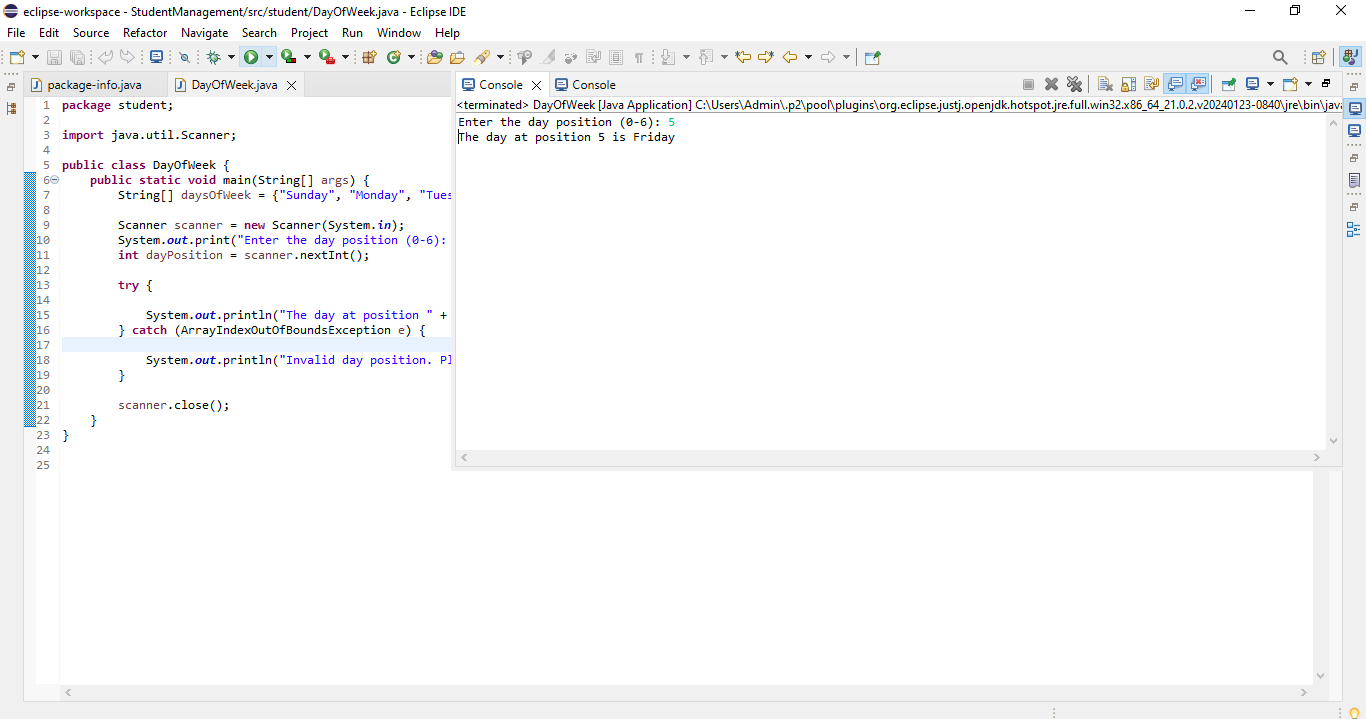 eclipse-workspace - StudentManagement/src/student/DayOfWeek.java - Eclipse IDE
File Edit Source Refactor Navigate Search Project Run Window Help
package-info.java DayOfWeek.java
1 package student;
2
3 import java.util.Scanner;
4
5 public class DayOfWeek {
6 public static void main(String[] args) {
7 String[] daysOfWeek = {"Sunday", "Monday", "Tues
8
9 Scanner scanner = new Scanner(System.in);
10 System.out.print("Enter the day position (0-6):
11 int dayPosition = scanner.nextInt();
12
13 try {
14
15 System.out.println("The day at position " +
16 } catch (ArrayIndexOutOfBoundsException e) {
17
18 System.out.println("Invalid day position. Pl
19 }
20
21 scanner.close();
22 }
23 }
24
25
Console Console
<terminated> DayOfWeek [Java Application] C:\Users\Admin\.p2\pool\plugins\org.eclipse.justj.openjdk.hotspot.jre.full.win32.x86_64_21.0.2.v20240123-0840\jre\bin\java
Enter the day position (0-6): 5
The day at position 5 is Friday